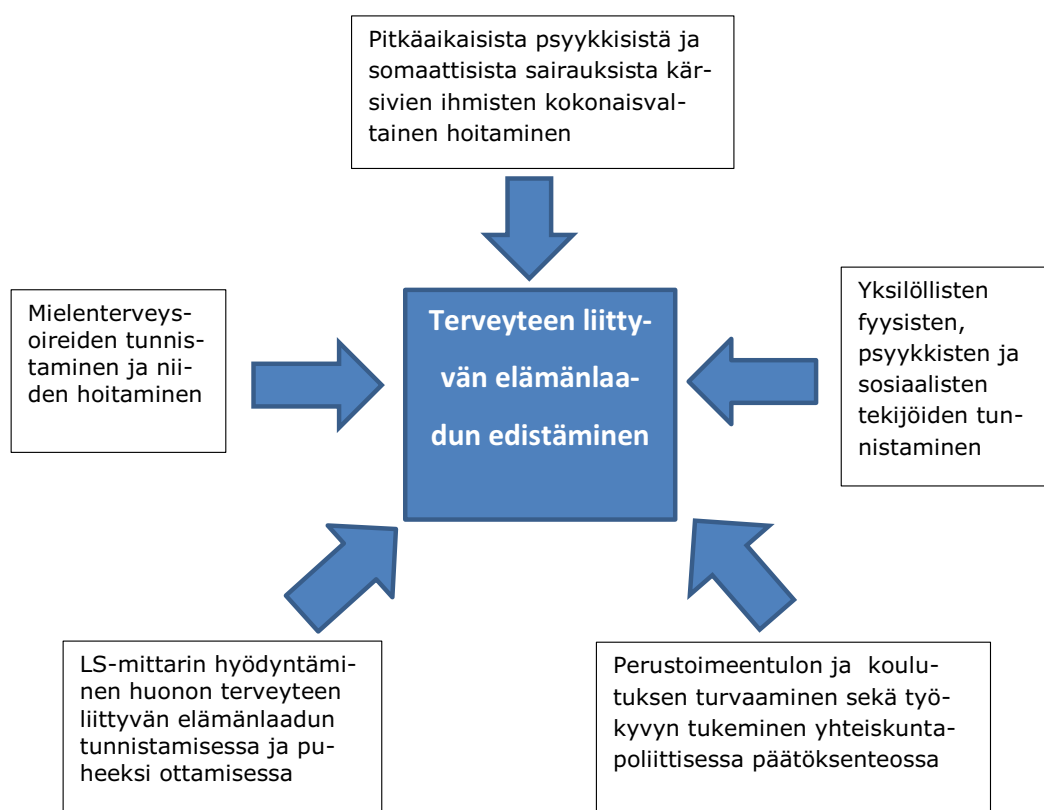 Pitkäaikaisista psyykkisistä ja
somaattisista sairauksista kär-
sivien ihmisten kokonaisval-
tainen hoitaminen
Mielenterveys-
oireiden tunnis-
taminen ja nii-
den hoitaminen
Terveyteen liitty-
vän elämänlaa-
dun edistäminen
Yksilöllisten
fyysisten,
psyykkisten ja
sosiaalisten
tekijöiden tun-
nistaminen
LS-mittarin hyödyntämi-
nen huonon terveyteen
liittyvän elämänlaadun
tunnistamisessa ja pu-
heeksi ottamisessa
Perustoimeentulon ja koulu-
tuksen turvaaminen sekä työ-
kyvyn tukeminen yhteiskunta-
poliittisessa päätöksenteossa